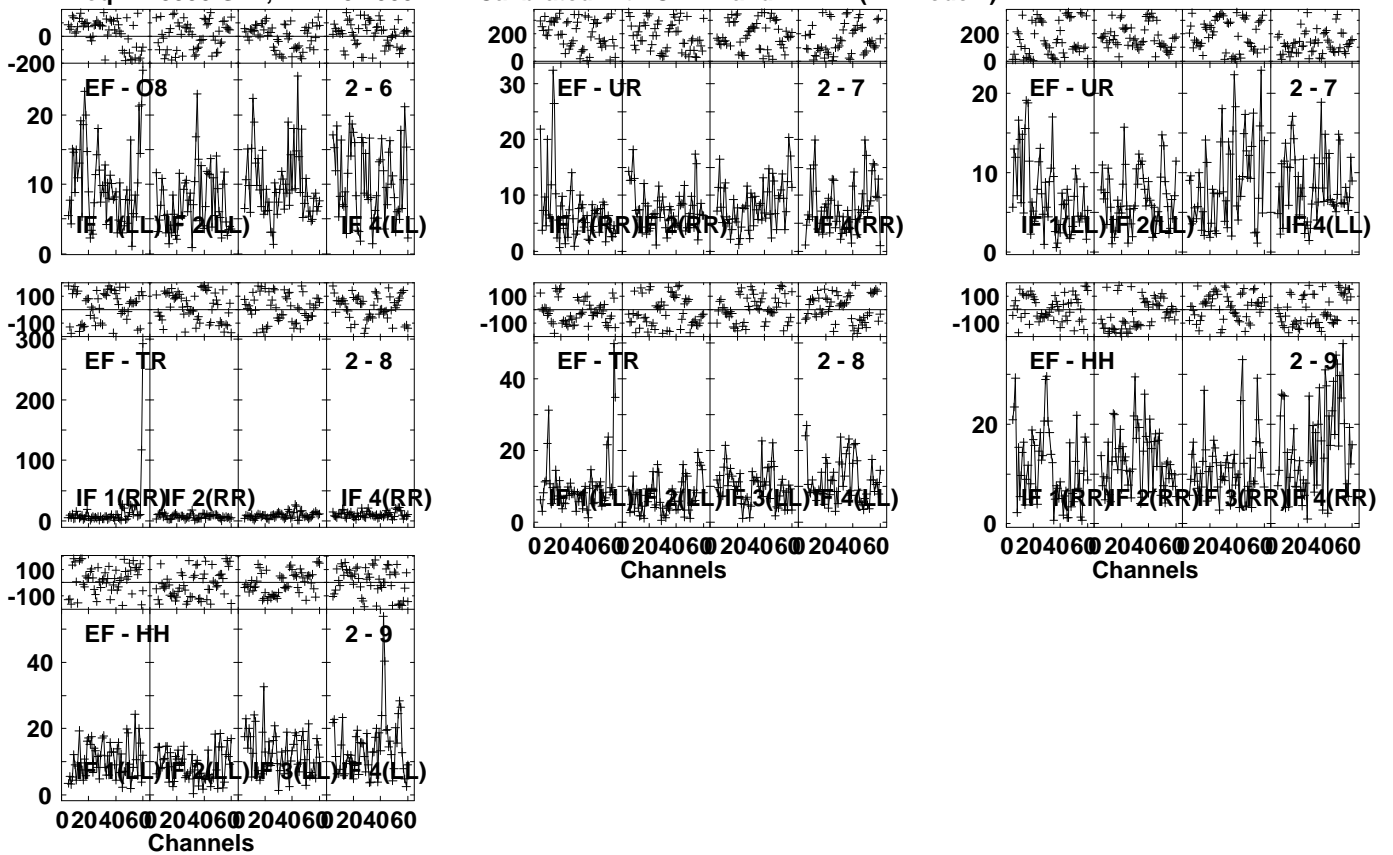 0
-200
EF - O8 2 - 6
20
10
IF 1(LL) IF 2(LL) IF 4(LL)
0
200
0
EF - UR 2 - 7
30
20
10
IF 1(RR) IF 2(RR) IF 4(RR)
0
200
0
EF - UR 2 - 7
20
10
IF 1(LL) IF 2(LL) IF 4(LL)
0
100
-100
300
EF - TR 2 - 8
200
100
IF 1(RR) IF 2(RR) IF 4(RR)
0
100
-100
EF - TR 2 - 8
40
20
IF 1(LL) IF 2(LL) IF 3(LL) IF 4(LL)
0
0 20 40 60 0 20 40 60 0 20 40 60 0 20 40 60
Channels
100
-100
EF - HH 2 - 9
20
IF 1(RR) IF 2(RR) IF 3(RR) IF 4(RR)
0
0 20 40 60 0 20 40 60 0 20 40 60 0 20 40 60
Channels
100
-100
EF - HH 2 - 9
40
20
IF 1(LL) IF 2(LL) IF 3(LL) IF 4(LL)
0
0 20 40 60 0 20 40 60 0 20 40 60 0 20 40 60
Channels